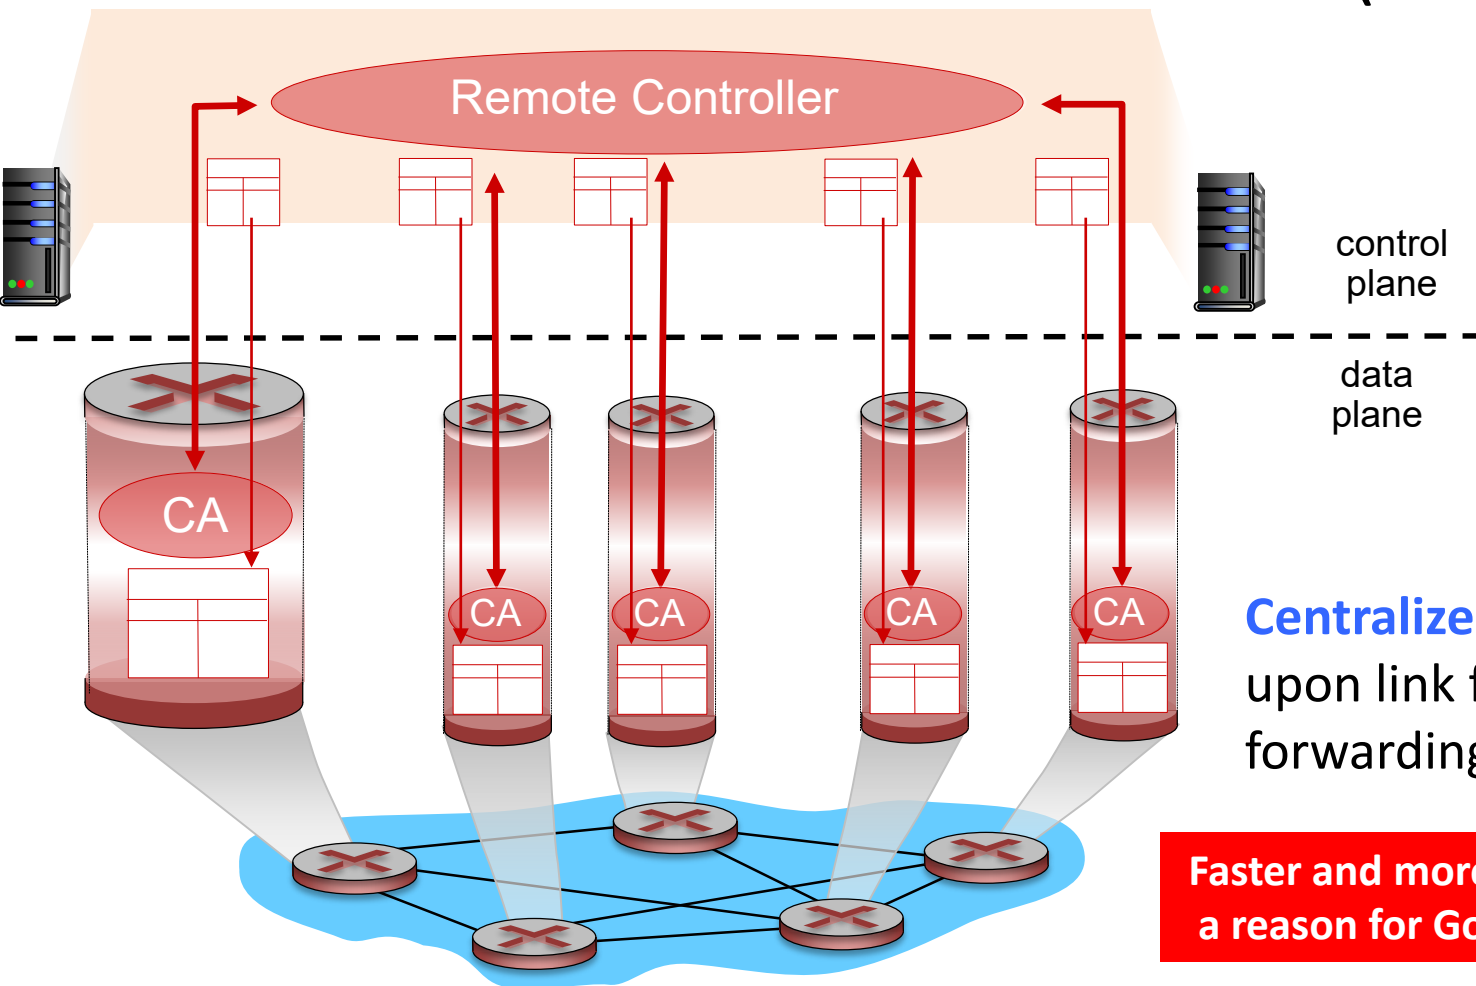 Remote Controller
control
plane
data
plane
CA
CA
CA
CA
CA
Centralize
upon link f
forwarding
Faster and more
a reason for Go